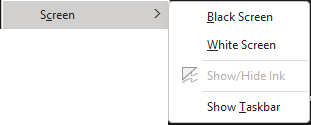 Screen
Black Screen
White Screen
Show/Hide Ink
Show Taskbar